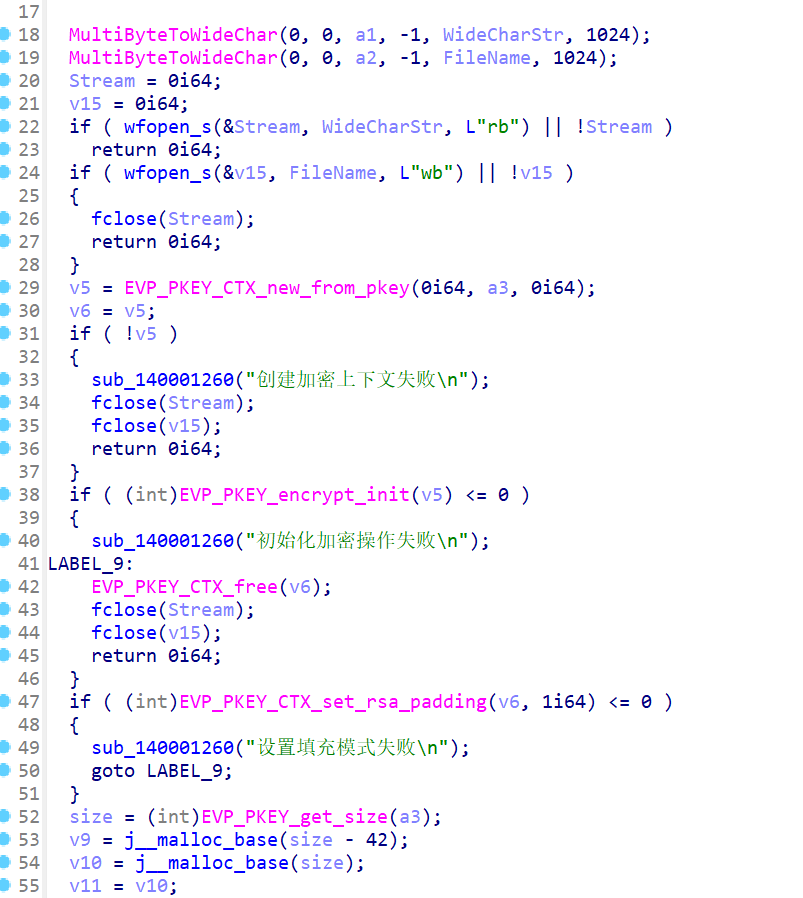 17
18 MultiByteToWideChar(0, 0, a1, -1, WideCharStr, 1024);
19 MultiByteToWideChar(0, 0, a2, -1, FileName, 1024);
20 Stream = 0i64;
21 v15 = 0i64;
22 if ( wfopen_s(&Stream, WideCharStr, L"rb") || !Stream )
23 return 0i64;
24 if ( wfopen_s(&v15, FileName, L"wb") || !v15 )
25 {
26 fclose(Stream);
27 return 0i64;
28 }
29 v5 = EVP_PKEY_CTX_new_from_pkey(0i64, a3, 0i64);
30 v6 = v5;
31 if ( !v5 )
32 {
33 sub_140001260("创建加密上下文失败\n");
34 fclose(Stream);
35 fclose(v15);
36 return 0i64;
37 }
38 if ( (int)EVP_PKEY_encrypt_init(v5) <= 0 )
39 {
40 sub_140001260("初始化加密操作失败\n");
41 LABEL_9:
42 EVP_PKEY_CTX_free(v6);
43 fclose(Stream);
44 fclose(v15);
45 return 0i64;
46 }
47 if ( (int)EVP_PKEY_CTX_set_rsa_padding(v6, 1i64) <= 0 )
48 {
49 sub_140001260("设置填充模式失败\n");
50 goto LABEL_9;
51 }
52 size = (int)EVP_PKEY_get_size(a3);
53 v9 = j__malloc_base(size - 42);
54 v10 = j__malloc_base(size);
55 v11 = v10;